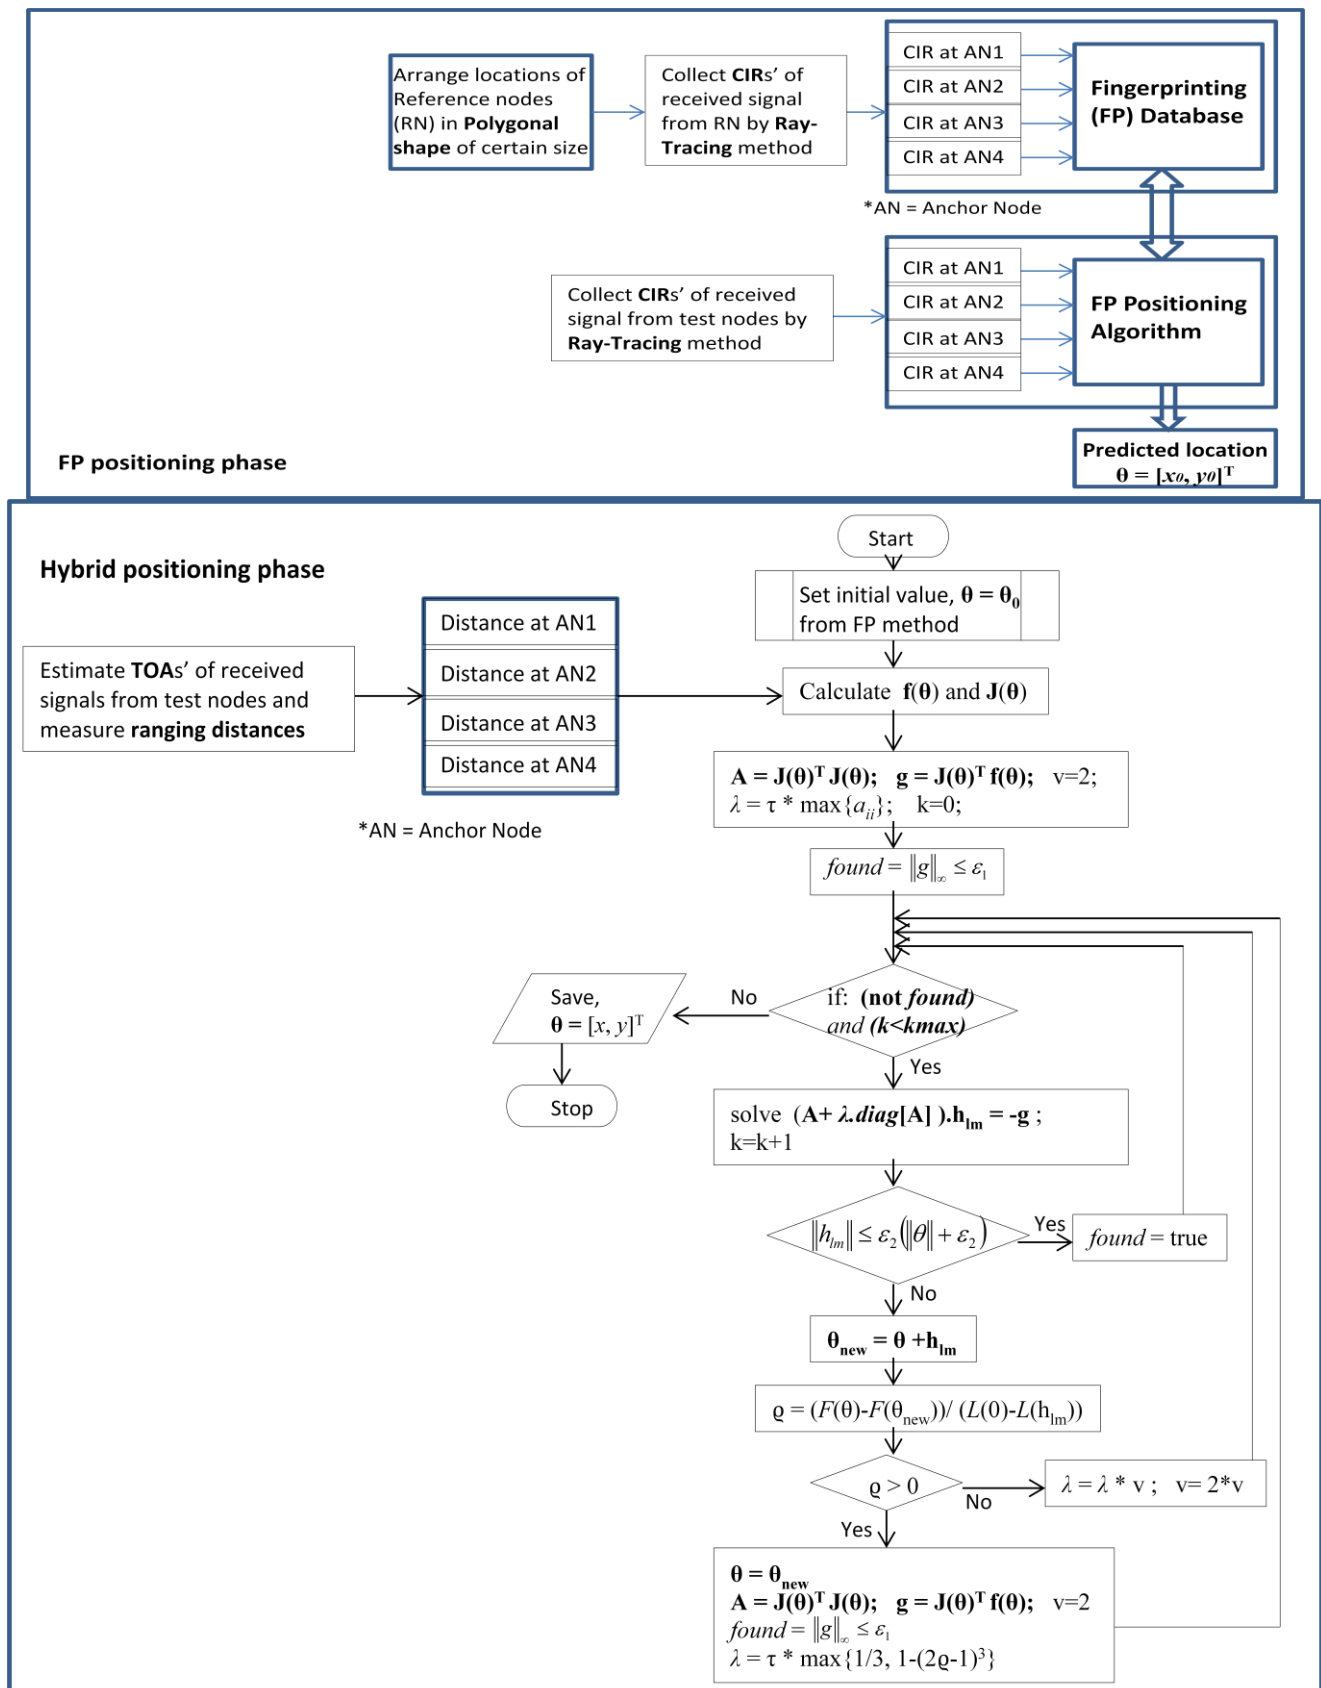 Arrange locations of
Reference nodes
(RN) in Polygonal
shape of certain size
Collect CIRs’ of
received signal
from RN by Ray-
Tracing method
CIR at AN1
CIR at AN2
CIR at AN3
CIR at AN4
Fingerprinting
(FP) Database
*AN = Anchor Node
Collect CIRs’ of received
signal from test nodes by
Ray-Tracing method
CIR at AN1
CIR at AN2
CIR at AN3
CIR at AN4
FP Positioning
Algorithm
Predicted location
θ = [x₀, y₀]ᵀ
FP positioning phase
Hybrid positioning phase
Start
Set initial value, θ = θ₀
from FP method
Estimate TOAs’ of received
signals from test nodes and
measure ranging distances
Distance at AN1
Distance at AN2
Distance at AN3
Distance at AN4
*AN = Anchor Node
Calculate f(θ) and J(θ)
A = J(θ)ᵀ J(θ); g = J(θ)ᵀ f(θ); v=2;
λ = τ * max{a_ii}; k=0;
found = ‖g‖∞ ≤ ε₁
if: (not found)
and (k<kmax)
No
Save,
θ = [x, y]ᵀ
Stop
Yes
solve (A+ λ.diag[A] ).h_lm = -g ;
k=k+1
‖h_lm‖ ≤ ε₂(‖θ‖ + ε₂)
Yes
found = true
No
θ_new = θ +h_lm
ϱ = (F(θ)-F(θ_new))/ (L(0)-L(h_lm))
ϱ > 0
No
λ = λ * v ; v= 2*v
Yes
θ = θ_new
A = J(θ)ᵀ J(θ); g = J(θ)ᵀ f(θ); v=2
found = ‖g‖∞ ≤ ε₁
λ = τ * max{1/3, 1-(2ϱ-1)³}